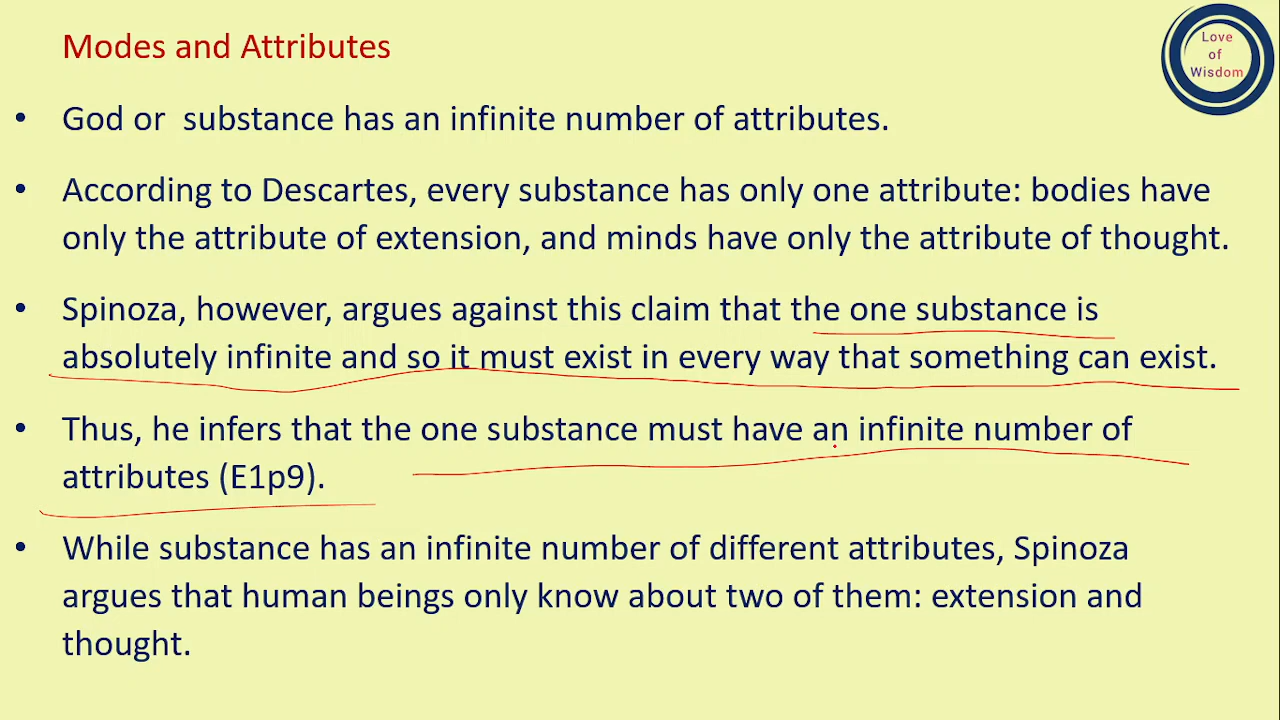 Modes and Attributes
Love
of
Wisdom
• God or  substance has an infinite number of attributes.
• According to Descartes, every substance has only one attribute: bodies have
only the attribute of extension, and minds have only the attribute of thought.
• Spinoza, however, argues against this claim that the one substance is
absolutely infinite and so it must exist in every way that something can exist.
• Thus, he infers that the one substance must have an infinite number of
attributes (E1p9).
• While substance has an infinite number of different attributes, Spinoza
argues that human beings only know about two of them: extension and
thought.